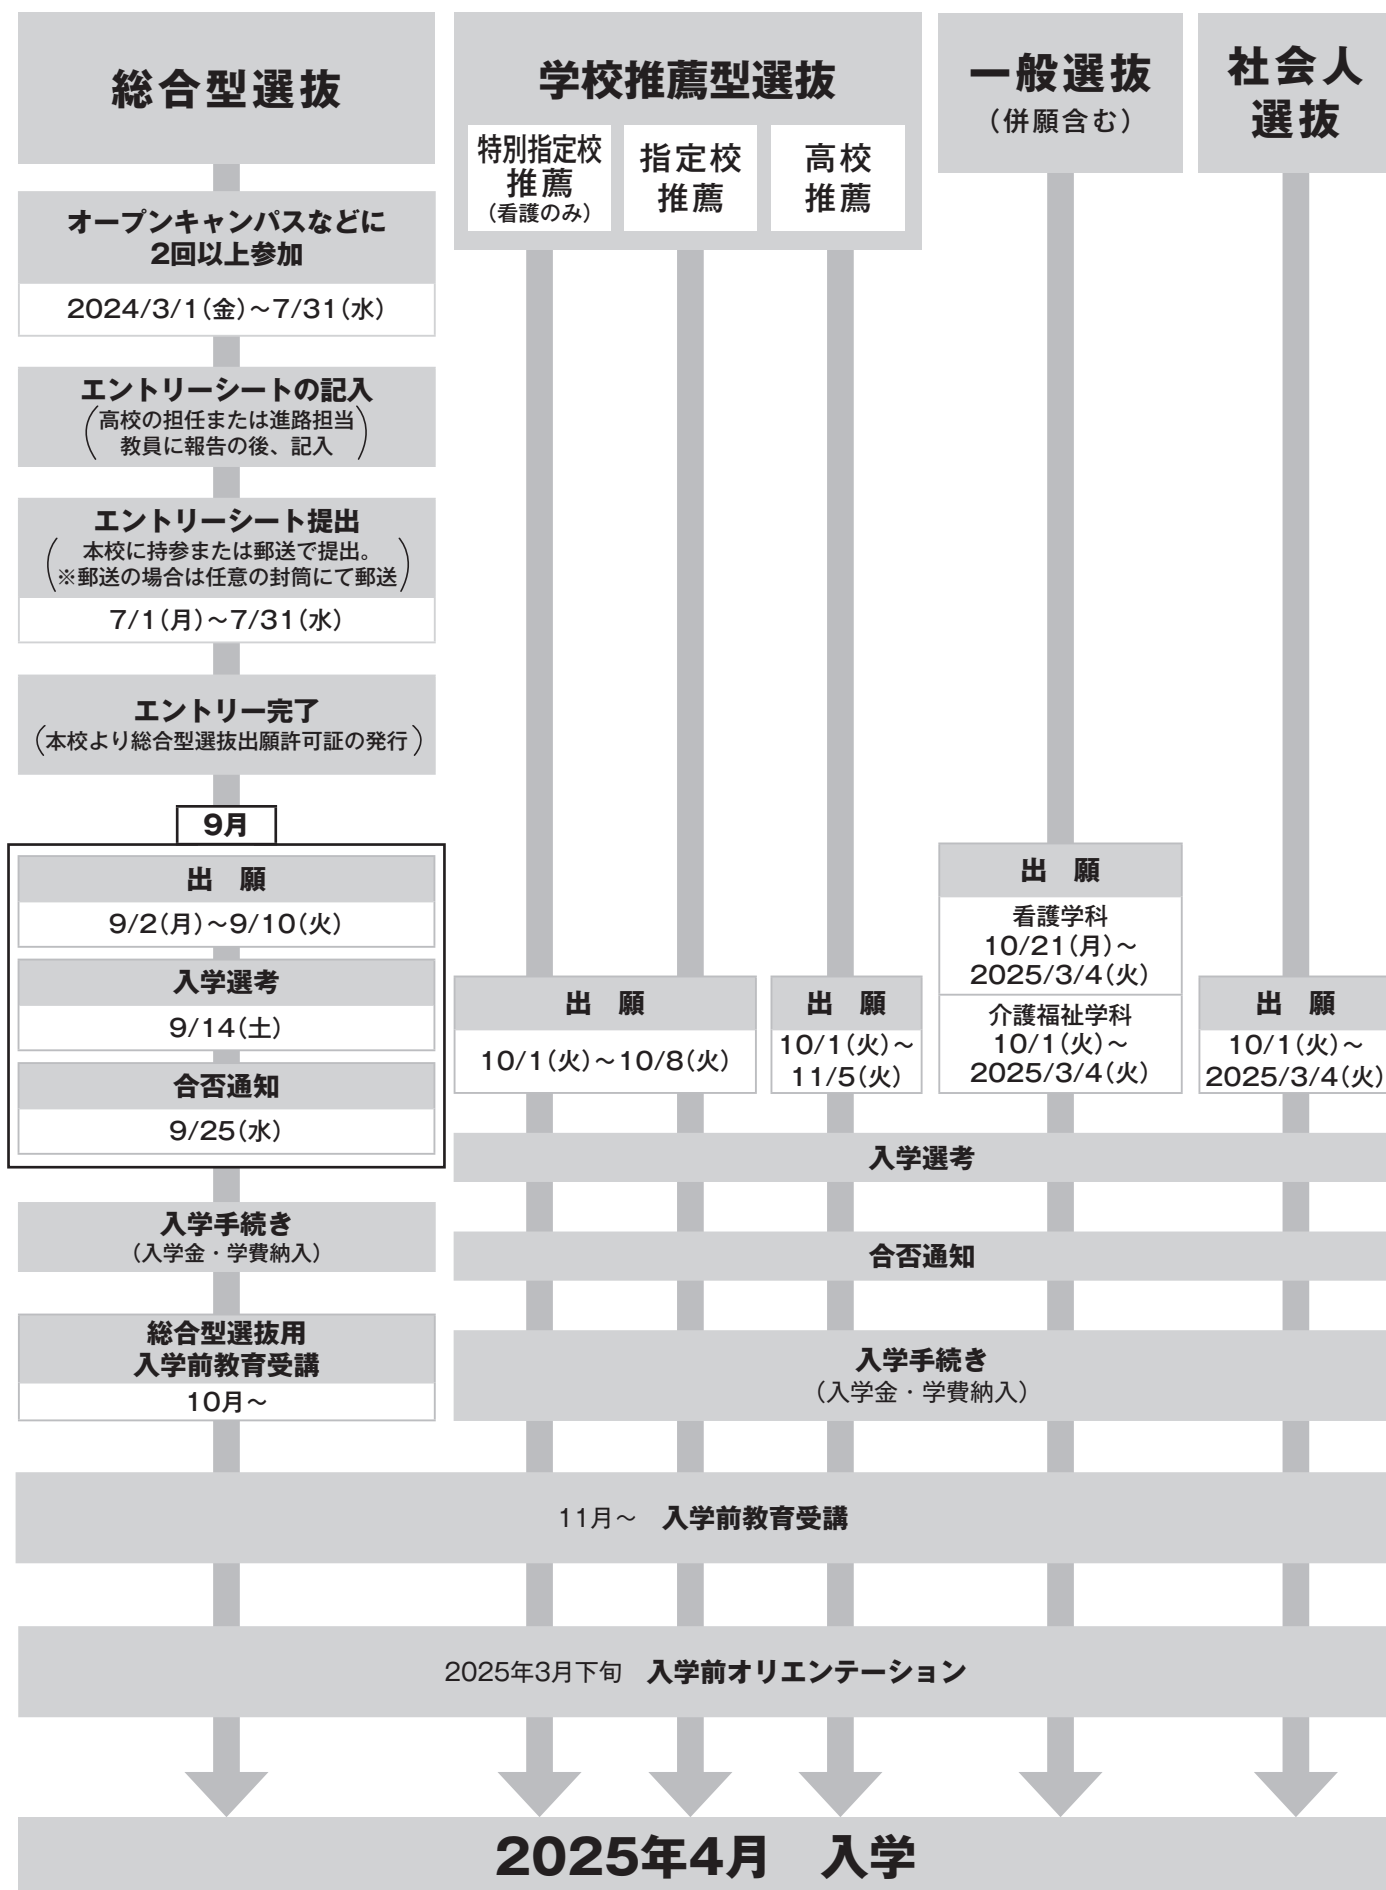 総合型選抜
オープンキャンパスなどに
2回以上参加
2024/3/1(金)～7/31(水)
エントリーシートの記入
(高校の担任または進路担当
教員に報告の後、記入)
エントリーシート提出
(本校に持参または郵送で提出。
※郵送の場合は任意の封筒にて郵送)
7/1(月)～7/31(水)
エントリー完了
(本校より総合型選抜出願許可証の発行)
9月
出 願
9/2(月)～9/10(火)
入学選考
9/14(土)
合否通知
9/25(水)
入学手続き
(入学金・学費納入)
総合型選抜用
入学前教育受講
10月～
学校推薦型選抜
特別指定校
推薦
(看護のみ)
指定校
推薦
高校
推薦
出 願
10/1(火)～10/8(火)
出 願
10/1(火)～
11/5(火)
一般選抜
(併願含む)
出 願
看護学科
10/21(月)～
2025/3/4(火)
介護福祉学科
10/1(火)～
2025/3/4(火)
社会人
選抜
出 願
10/1(火)～
2025/3/4(火)
入学選考
合否通知
入学手続き
(入学金・学費納入)
11月～ 入学前教育受講
2025年3月下旬 入学前オリエンテーション
2025年4月 入学